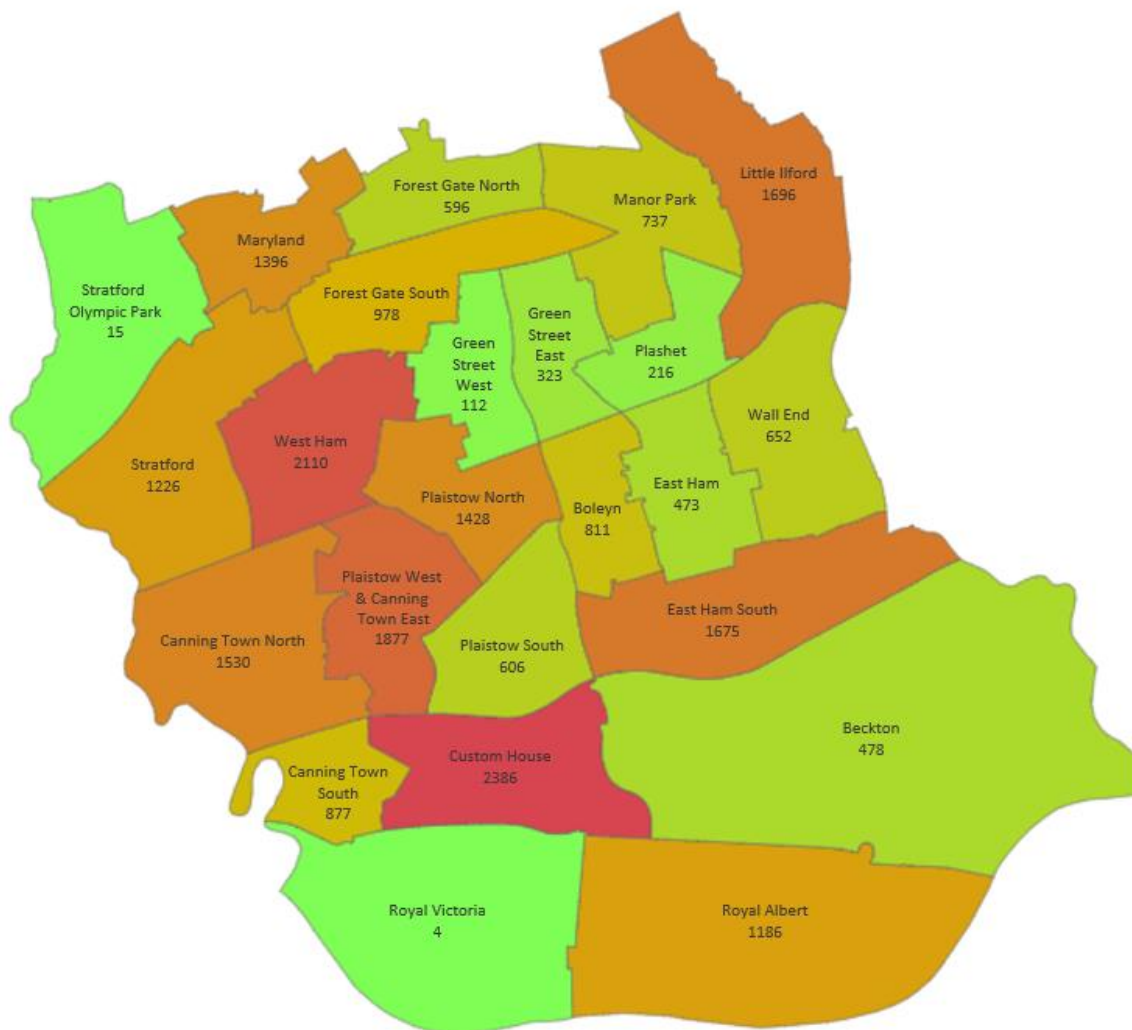 Little Ilford
1696
Forest Gate North
596
Manor Park
737
Maryland
1396
Stratford
Olympic Park
15
Forest Gate South
978
Green
Street
East
323
Green
Street
West
112
Plashet
216
Wall End
652
West Ham
2110
Stratford
1226
Plaistow North
1428
Boleyn
811
East Ham
473
Plaistow West
& Canning
Town East
1877
East Ham South
1675
Canning Town North
1530
Plaistow South
606
Beckton
478
Custom House
2386
Canning Town
South
877
Royal Victoria
4
Royal Albert
1186